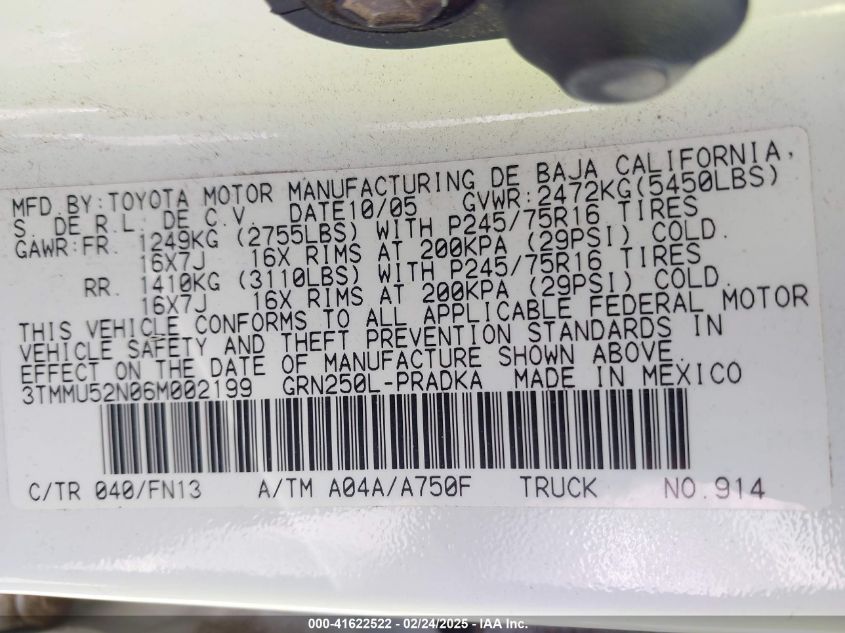 MFD.BY:TOYOTA MOTOR MANUFACTURING DE BAJA CALIFORNIA,
S. DE R.L. DE C.V. DATE10/05 GVWR:2472KG(5450LBS)
GAWR:FR. 1249KG (2755LBS) WITH P245/75R16 TIRES
16X7J 16X RIMS AT 200KPA (29PSI) COLD.
RR. 1410KG (3110LBS) WITH P245/75R16 TIRES
16X7J 16X RIMS AT 200KPA (29PSI) COLD.
THIS VEHICLE CONFORMS TO ALL APPLICABLE FEDERAL MOTOR
VEHICLE SAFETY AND THEFT PREVENTION STANDARDS IN
EFFECT ON THE DATE OF MANUFACTURE SHOWN ABOVE.
3TMMU52N06M002199 GRN250L-PRADKA MADE IN MEXICO
C/TR 040/FN13 A/TM A04A/A750F TRUCK NO.914
000-41622522 - 02/24/2025 - IAA Inc.